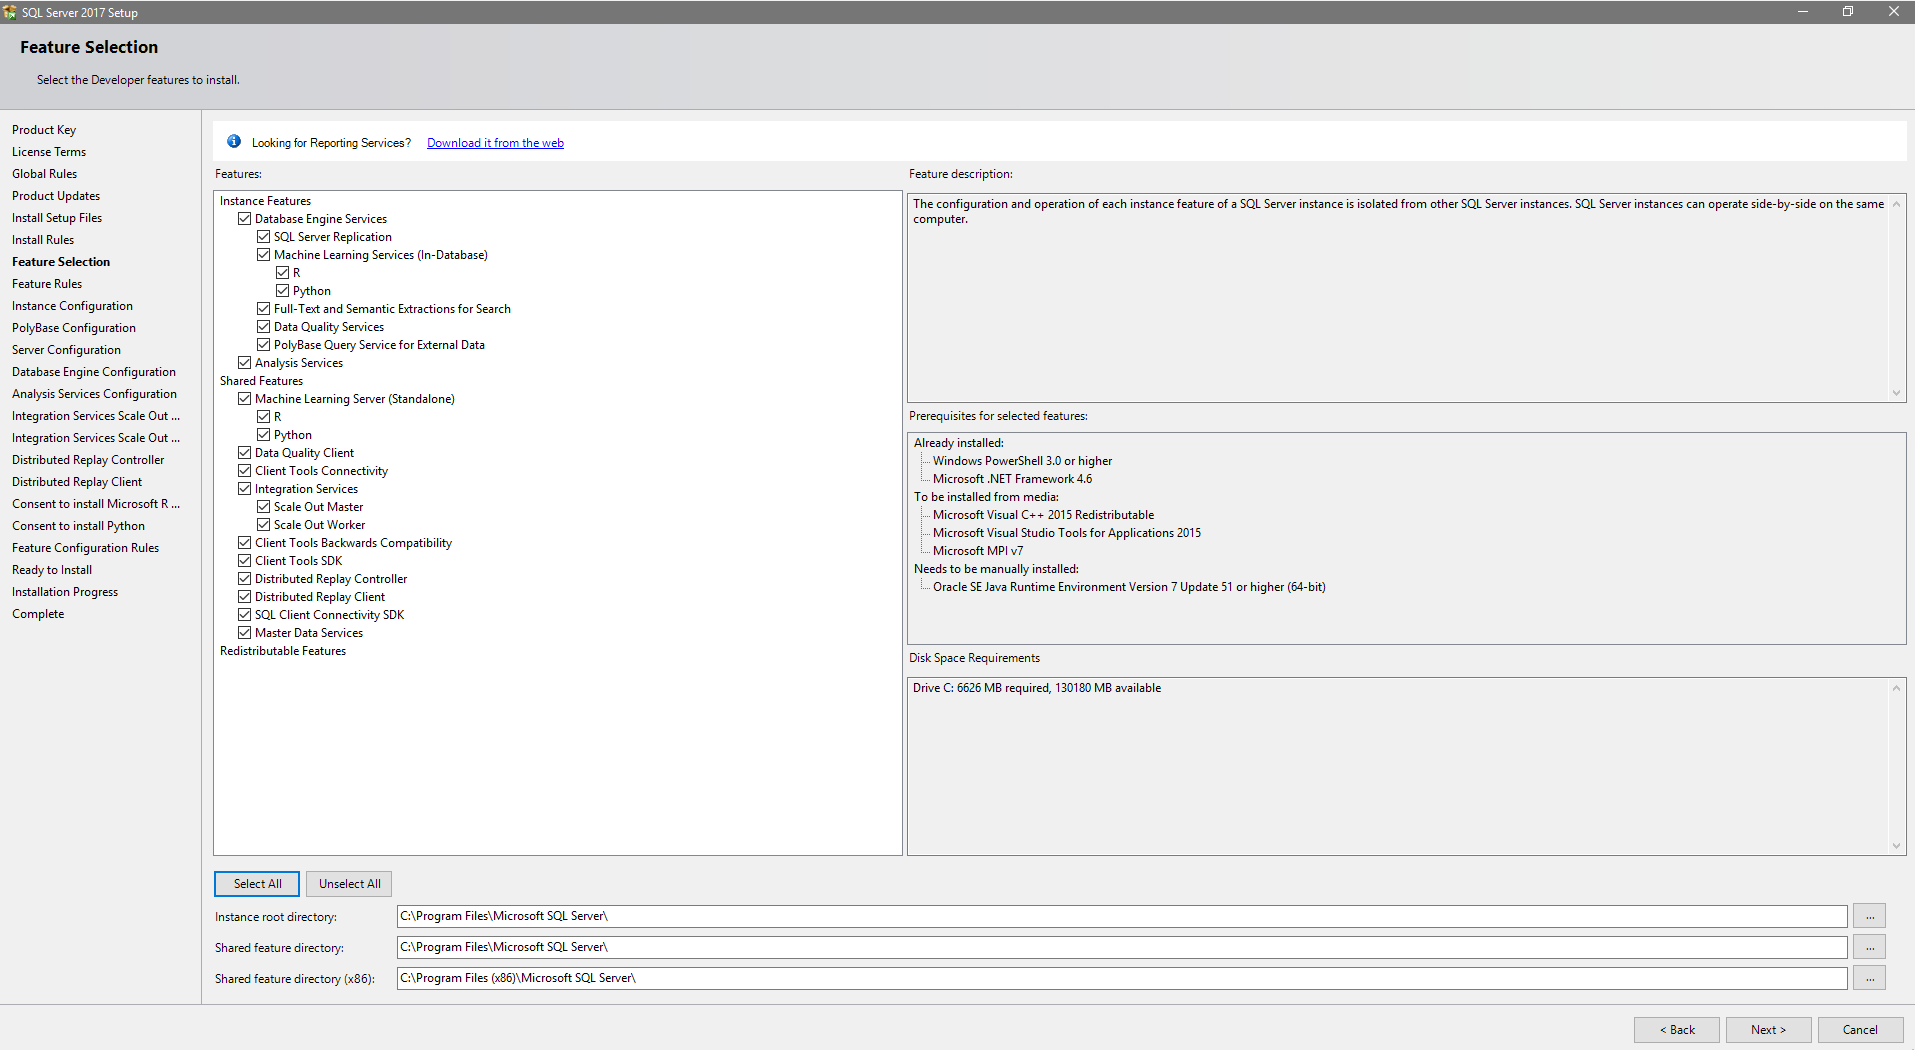 SQL Server 2017 Setup
Feature Selection
Select the Developer features to install.
Product Key
License Terms
Global Rules
Product Updates
Install Setup Files
Install Rules
Feature Selection
Feature Rules
Instance Configuration
PolyBase Configuration
Server Configuration
Database Engine Configuration
Analysis Services Configuration
Integration Services Scale Out ...
Integration Services Scale Out ...
Distributed Replay Controller
Distributed Replay Client
Consent to install Microsoft R ...
Consent to install Python
Feature Configuration Rules
Ready to Install
Installation Progress
Complete
Looking for Reporting Services? Download it from the web
Features:
Instance Features
Database Engine Services
SQL Server Replication
Machine Learning Services (In-Database)
R
Python
Full-Text and Semantic Extractions for Search
Data Quality Services
PolyBase Query Service for External Data
Analysis Services
Shared Features
Machine Learning Server (Standalone)
R
Python
Data Quality Client
Client Tools Connectivity
Integration Services
Scale Out Master
Scale Out Worker
Client Tools Backwards Compatibility
Client Tools SDK
Distributed Replay Controller
Distributed Replay Client
SQL Client Connectivity SDK
Master Data Services
Redistributable Features
Feature description:
The configuration and operation of each instance feature of a SQL Server instance is isolated from other SQL Server instances. SQL Server instances can operate side-by-side on the same
computer.
Prerequisites for selected features:
Already installed:
Windows PowerShell 3.0 or higher
Microsoft .NET Framework 4.6
To be installed from media:
Microsoft Visual C++ 2015 Redistributable
Microsoft Visual Studio Tools for Applications 2015
Microsoft MPI v7
Needs to be manually installed:
Oracle SE Java Runtime Environment Version 7 Update 51 or higher (64-bit)
Disk Space Requirements
Drive C: 6626 MB required, 130180 MB available
Select All
Unselect All
Instance root directory: C:\Program Files\Microsoft SQL Server\ ...
Shared feature directory: C:\Program Files\Microsoft SQL Server\ ...
Shared feature directory (x86): C:\Program Files (x86)\Microsoft SQL Server\ ...
< Back
Next >
Cancel